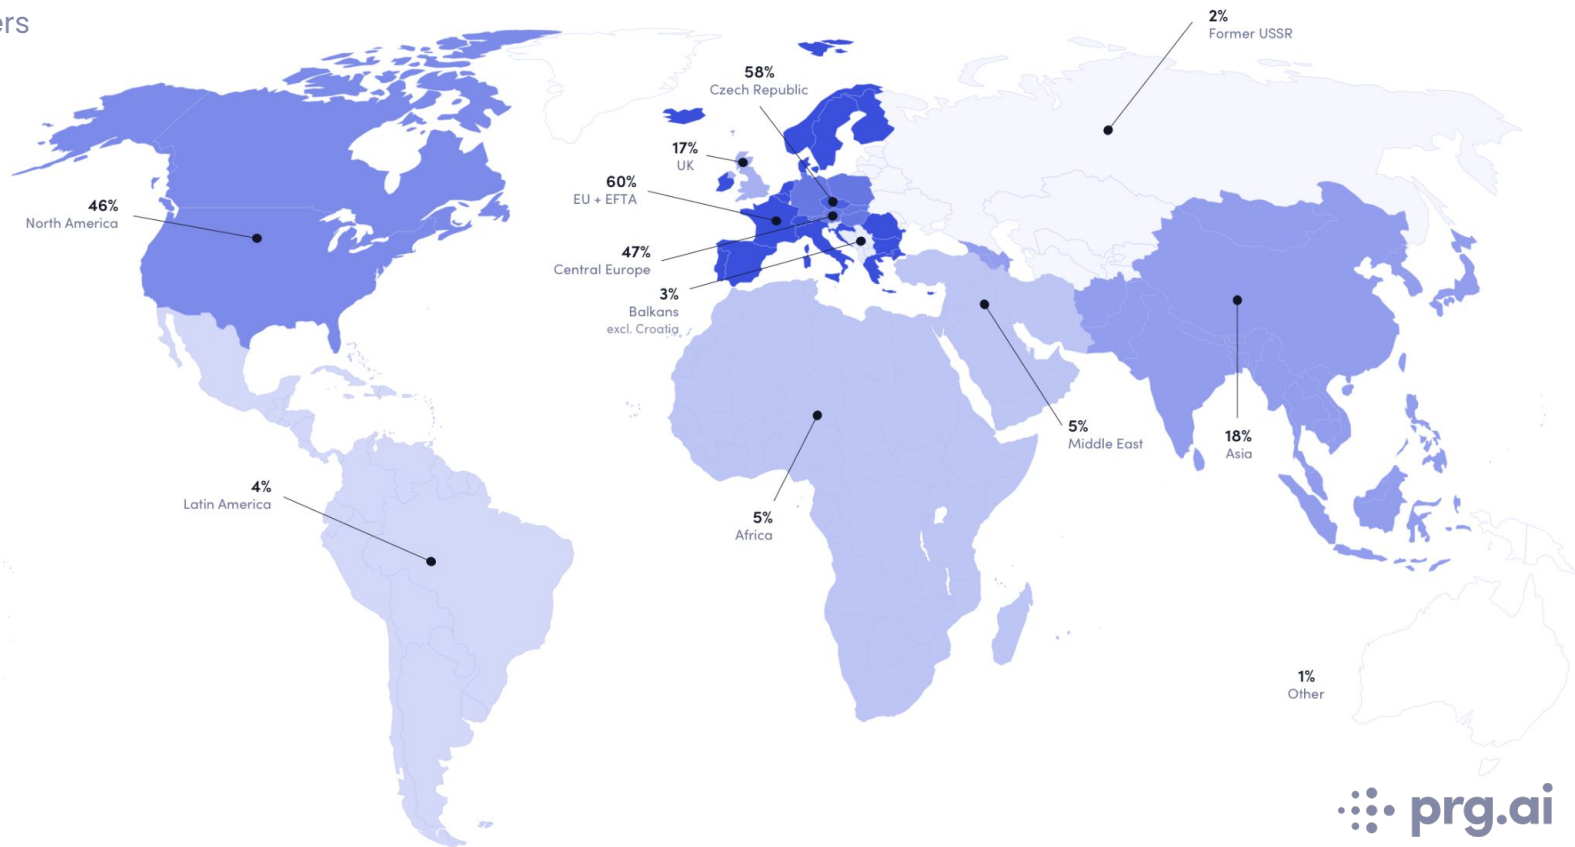 2%
Former USSR
58%
Czech Republic
17%
UK
60%
EU + EFTA
46%
North America
47%
Central Europe
3%
Balkans
excl. Croatia
5%
Middle East
18%
Asia
4%
Latin America
5%
Africa
1%
Other
prg.ai